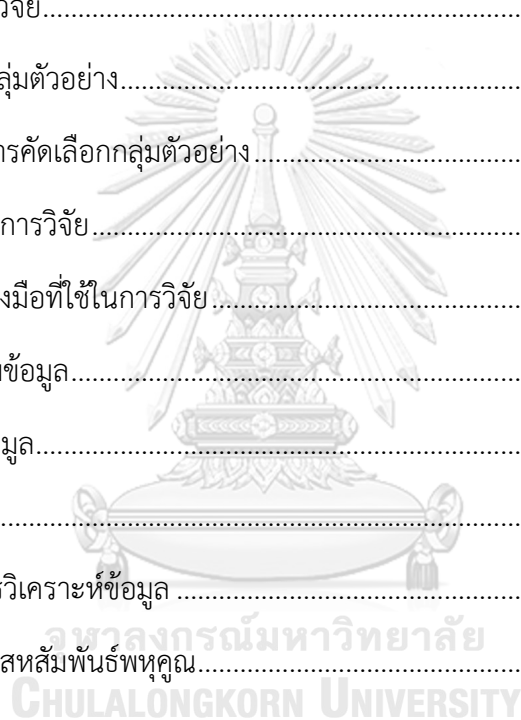 วิจัย..................................................
ลุ่มตัวอย่าง..................................................
ารคัดเลือกกลุ่มตัวอย่าง..................................................
การวิจัย..................................................
งมือที่ใช้ในการวิจัย..................................................
ข้อมูล..................................................
มูล..................................................
..................................................
รวิเคราะห์ข้อมูล ..................................................
สหสัมพันธ์พหุคูณ..................................................
จุฬาลงกรณ์มหาวิทยาลัย
CHULALONGKORN UNIVERSITY